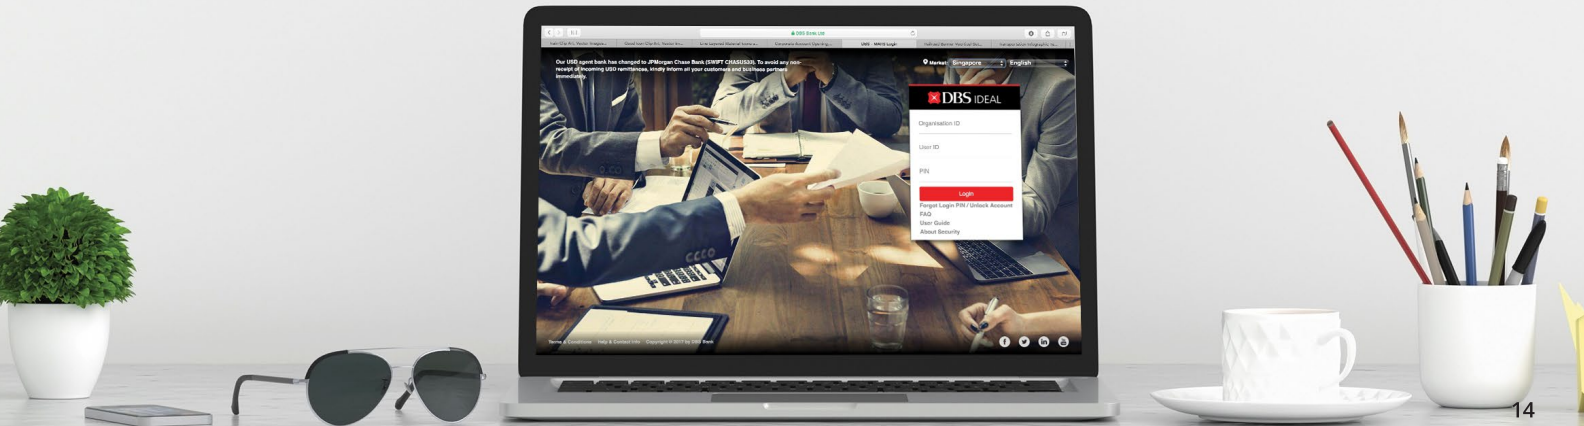 DBS Bank Ltd
DBS - MM18 Login
Our USD agent bank has changed to JPMorgan Chase Bank (SWIFT CHASUS33). To avoid any non-
receipt of incoming USD remittances, kindly inform all your customers and business partners
immediately.
Market: Singapore English
DBS IDEAL
Organisation ID
User ID
PIN
Login
Forgot Login PIN / Unlock Account
FAQ
User Guide
About Security
Terms & Conditions Help & Contact Info Copyright © 2017 by DBS Bank
14